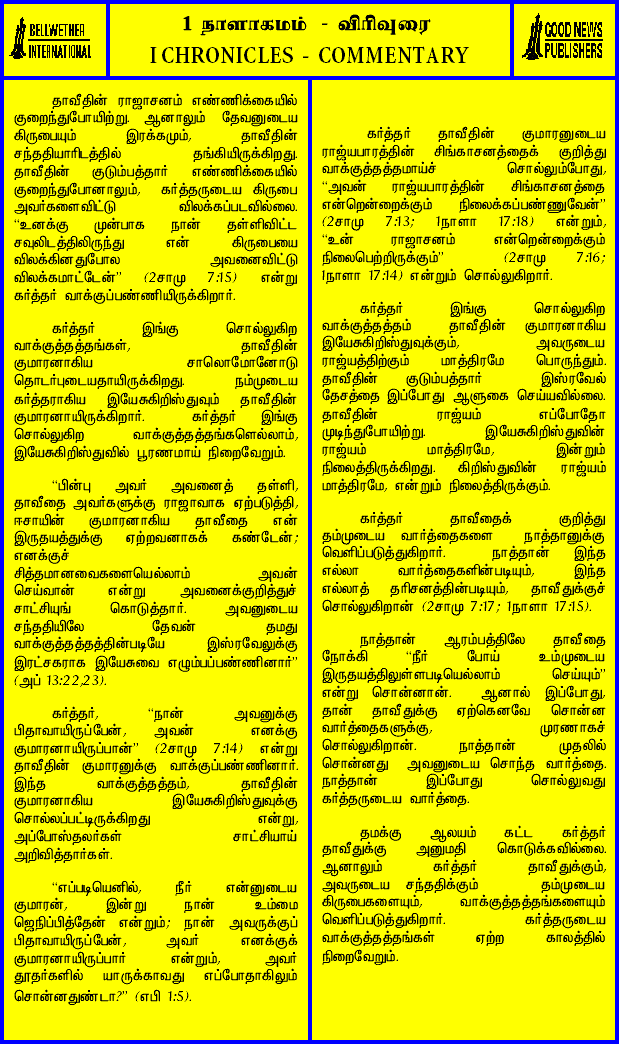 BELLWETHER
INTERNATIONAL
1 நாளாகமம் - விரிவுரை
I CHRONICLES - COMMENTARY
GOOD NEWS
PUBLISHERS
தாவீதின் ராஜாசனம் எண்ணிக்கையில்
குறைந்துபோயிற்று. ஆனாலும் தேவனுடைய
கிருபையும் இரக்கமும், தாவீதின்
சந்ததியாரிடத்தில் தங்கியிருக்கிறது.
தாவீதின் குடும்பத்தார் எண்ணிக்கையில்
குறைந்துபோனாலும், கர்த்தருடைய கிருபை
அவர்களைவிட்டு விலக்கப்படவில்லை.
“உனக்கு முன்பாக நான் தள்ளிவிட்ட
சவுலிடத்திலிருந்து என் கிருபையை
விலக்கினதுபோல அவனைவிட்டு
விலக்கமாட்டேன்” (2சாமு 7:15) என்று
கர்த்தர் வாக்குப்பண்ணியிருக்கிறார்.
கர்த்தர் இங்கு சொல்லுகிற
வாக்குத்தத்தங்கள், தாவீதின்
குமாரனாகிய சாலொமோனோடு
தொடர்புடையதாயிருக்கிறது. நம்முடைய
கர்த்தராகிய இயேசுகிறிஸ்துவும் தாவீதின்
குமாரனாயிருக்கிறார். கர்த்தர் இங்கு
சொல்லுகிற வாக்குத்தத்தங்களெல்லாம்,
இயேசுகிறிஸ்துவில் பூரணமாய் நிறைவேறும்.
“பின்பு அவர் அவனைத் தள்ளி,
தாவீதை அவர்களுக்கு ராஜாவாக ஏற்படுத்தி,
ஈசாயின் குமாரனாகிய தாவீதை என்
இருதயத்துக்கு ஏற்றவனாகக் கண்டேன்;
எனக்குச்
சித்தமானவைகளையெல்லாம் அவன்
செய்வான் என்று அவனைக்குறித்துச்
சாட்சியுங் கொடுத்தார். அவனுடைய
சந்ததியிலே தேவன் தமது
வாக்குத்தத்தத்தின்படியே இஸ்ரவேலுக்கு
இரட்சகராக இயேசுவை எழும்பப்பண்ணினார்”
(அப் 13:22,23).
கர்த்தர், “நான் அவனுக்கு
பிதாவாயிருப்பேன், அவன் எனக்கு
குமாரனாயிருப்பான்” (2சாமு 7:14) என்று
தாவீதின் குமாரனுக்கு வாக்குப்பண்ணினார்.
இந்த வாக்குத்தத்தம், தாவீதின்
குமாரனாகிய இயேசுகிறிஸ்துவுக்கு
சொல்லப்பட்டிருக்கிறது என்று,
அப்போஸ்தலர்கள் சாட்சியாய்
அறிவித்தார்கள்.
“எப்படியெனில், நீர் என்னுடைய
குமாரன், இன்று நான் உம்மை
ஜெநிப்பித்தேன் என்றும்; நான் அவருக்குப்
பிதாவாயிருப்பேன், அவர் எனக்குக்
குமாரனாயிருப்பார் என்றும், அவர்
தூதர்களில் யாருக்காவது எப்போதாகிலும்
சொன்னதுண்டா?” (எபி 1:5).
கர்த்தர் தாவீதின் குமாரனுடைய
ராஜ்யபாரத்தின் சிங்காசனத்தைக் குறித்து
வாக்குத்தத்தமாய்ச் சொல்லும்போது,
“அவன் ராஜ்யபாரத்தின் சிங்காசனத்தை
என்றென்றைக்கும் நிலைக்கப்பண்ணுவேன்”
(2சாமு 7:13; 1நாளா 17:18) என்றும்,
“உன் ராஜாசனம் என்றென்றைக்கும்
நிலைபெற்றிருக்கும்” (2சாமு 7:16;
1நாளா 17:14) என்றும் சொல்லுகிறார்.
கர்த்தர் இங்கு சொல்லுகிற
வாக்குத்தத்தம் தாவீதின் குமாரனாகிய
இயேசுகிறிஸ்துவுக்கும், அவருடைய
ராஜ்யத்திற்கும் மாத்திரமே பொருந்தும்.
தாவீதின் குடும்பத்தார் இஸ்ரவேல்
தேசத்தை இப்போது ஆளுகை செய்யவில்லை.
தாவீதின் ராஜ்யம் எப்போதோ
முடிந்துபோயிற்று. இயேசுகிறிஸ்துவின்
ராஜ்யம் மாத்திரமே, இன்றும்
நிலைத்திருக்கிறது. கிறிஸ்துவின் ராஜ்யம்
மாத்திரமே, என்றும் நிலைத்திருக்கும்.
கர்த்தர் தாவீதைக் குறித்து
தம்முடைய வார்த்தைகளை நாத்தானுக்கு
வெளிப்படுத்துகிறார். நாத்தான் இந்த
எல்லா வார்த்தைகளின்படியும், இந்த
எல்லாத் தரிசனத்தின்படியும், தாவீதுக்குச்
சொல்லுகிறான் (2சாமு 7:17; 1நாளா 17:15).
நாத்தான் ஆரம்பத்திலே தாவீதை
நோக்கி “நீர் போய் உம்முடைய
இருதயத்திலுள்ளபடியெல்லாம் செய்யும்”
என்று சொன்னான். ஆனால் இப்போது,
தான் தாவீதுக்கு ஏற்கெனவே சொன்ன
வார்த்தைகளுக்கு, முரணாகச்
சொல்லுகிறான். நாத்தான் முதலில்
சொன்னது அவனுடைய சொந்த வார்த்தை.
நாத்தான் இப்போது சொல்லுவது
கர்த்தருடைய வார்த்தை.
தமக்கு ஆலயம் கட்ட கர்த்தர்
தாவீதுக்கு அனுமதி கொடுக்கவில்லை.
ஆனாலும் கர்த்தர் தாவீதுக்கும்,
அவருடைய சந்ததிக்கும் தம்முடைய
கிருபைகளையும், வாக்குத்தத்தங்களையும்
வெளிப்படுத்துகிறார். கர்த்தருடைய
வாக்குத்தத்தங்கள் ஏற்ற காலத்தில்
நிறைவேறும்.